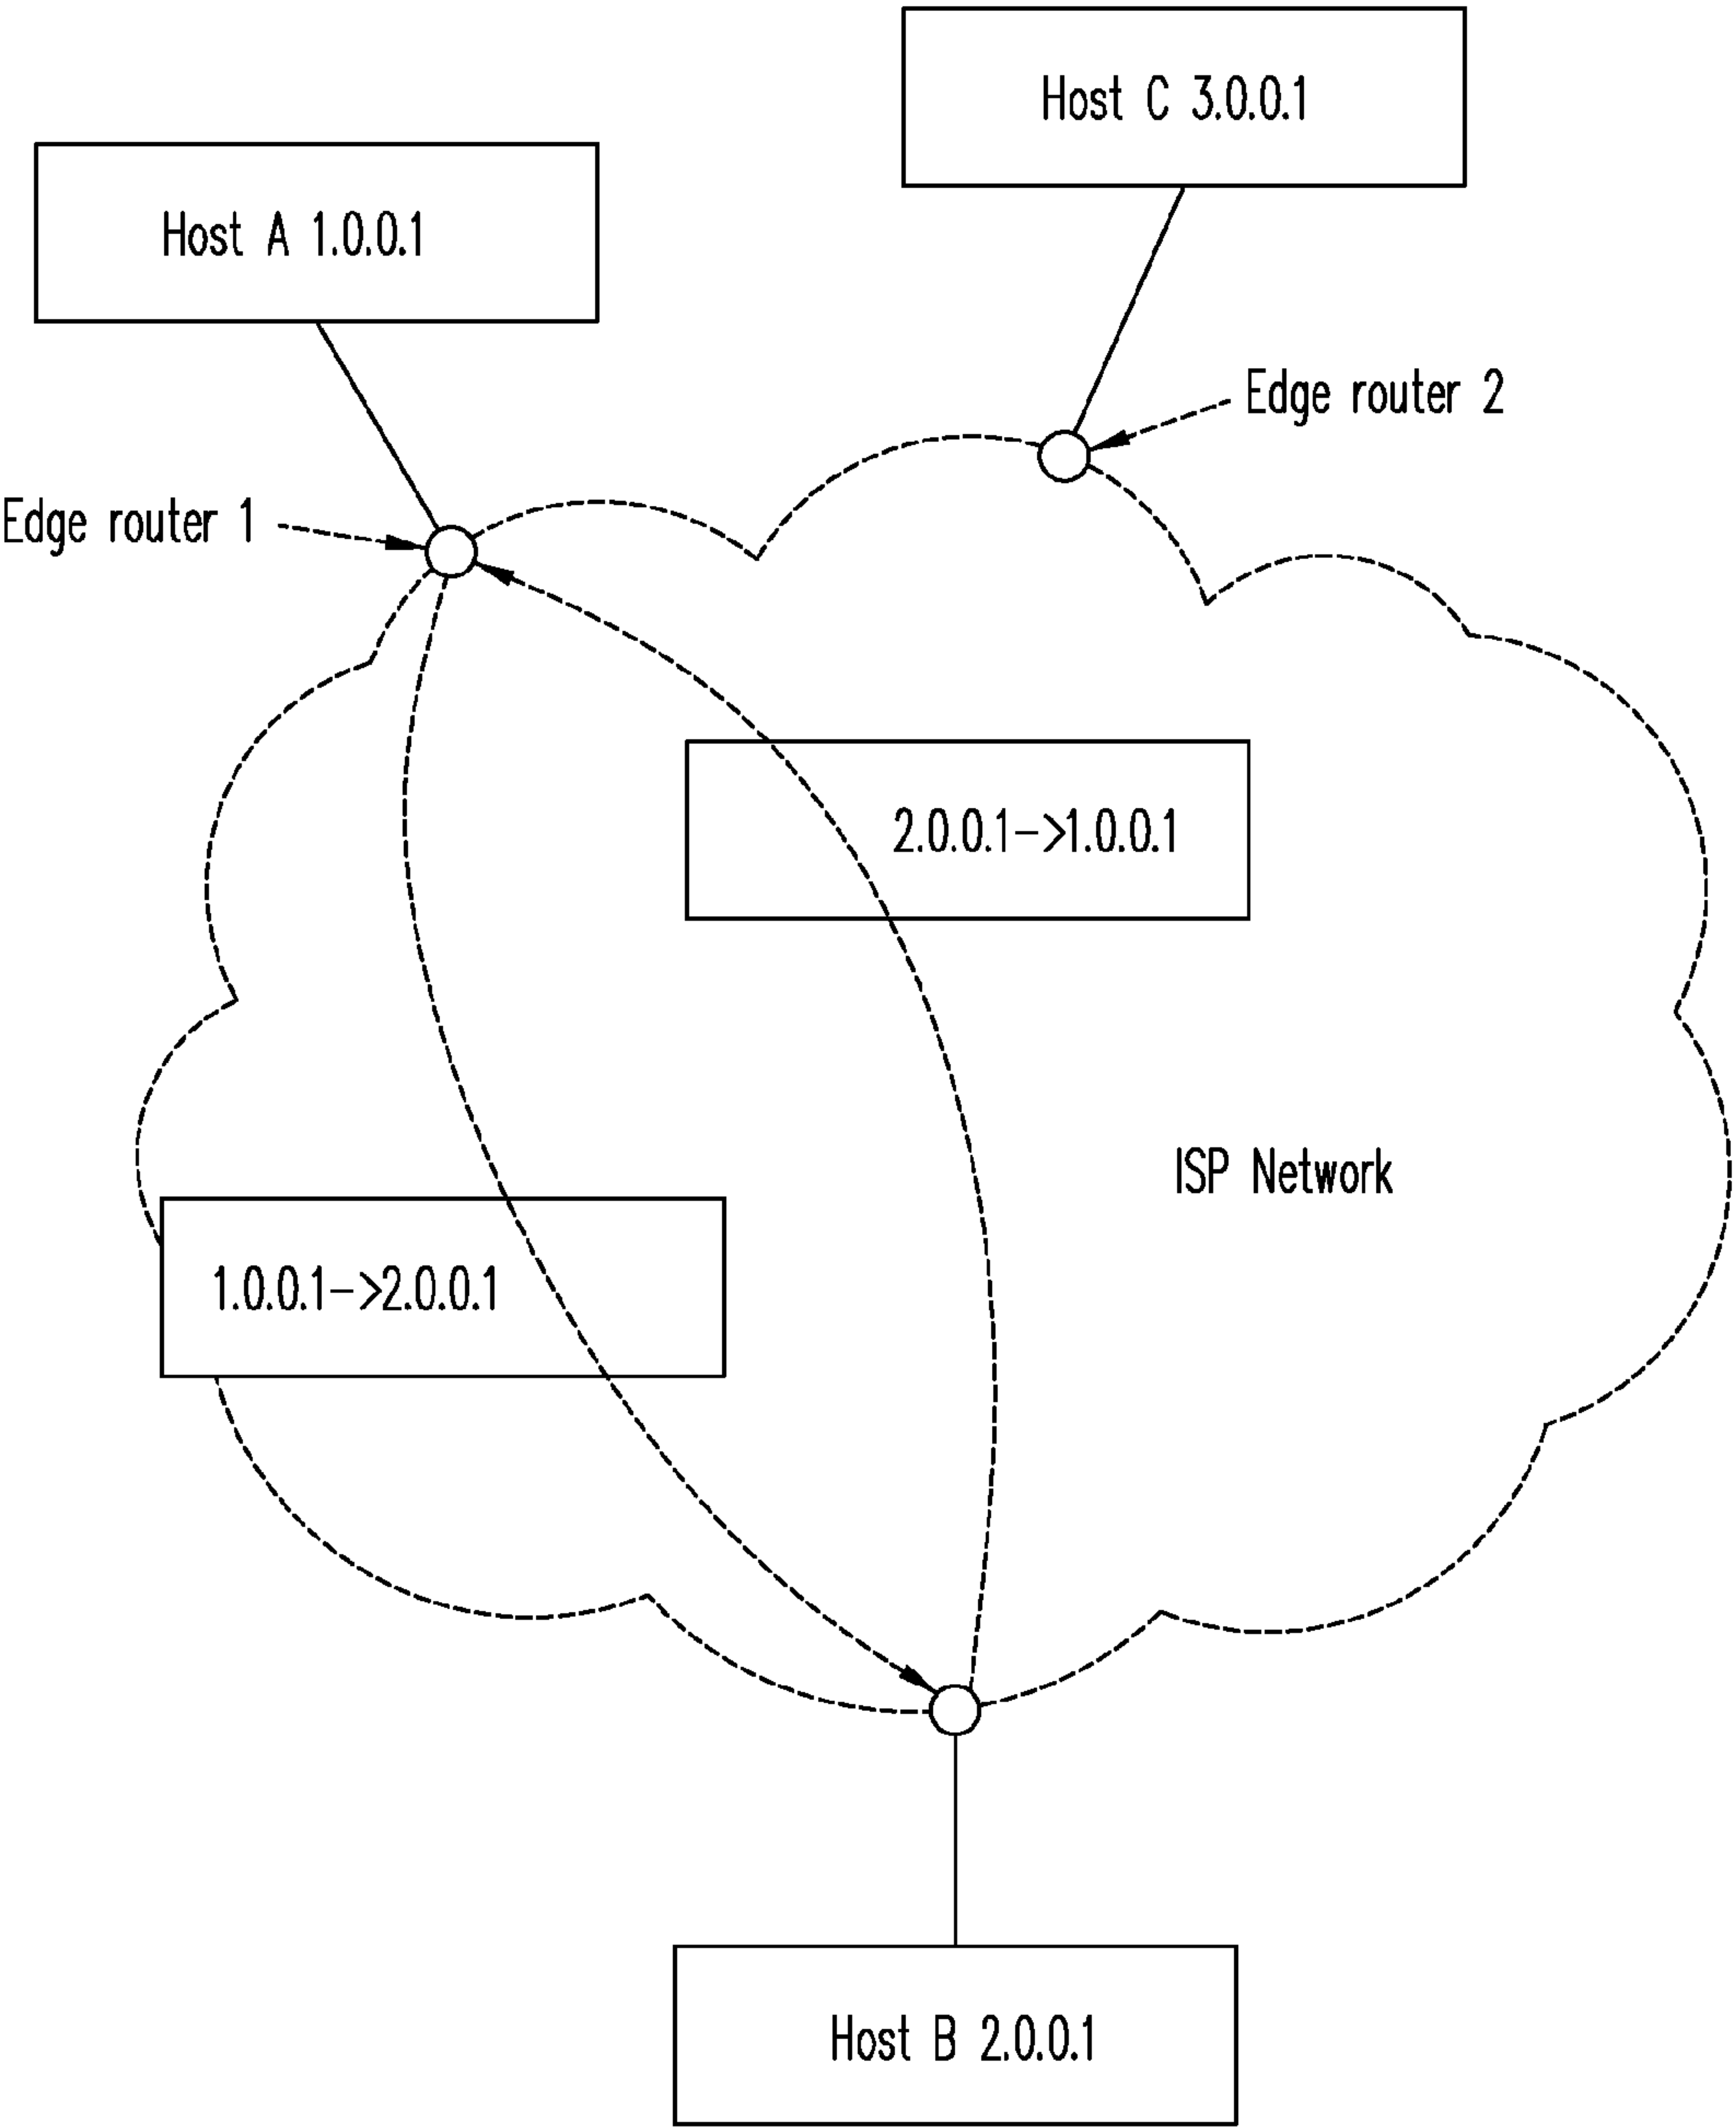 Host C 3.0.0.1
Host A 1.0.0.1
Edge router 2
Edge router 1
2.0.0.1->1.0.0.1
ISP Network
1.0.0.1->2.0.0.1
Host B 2.0.0.1